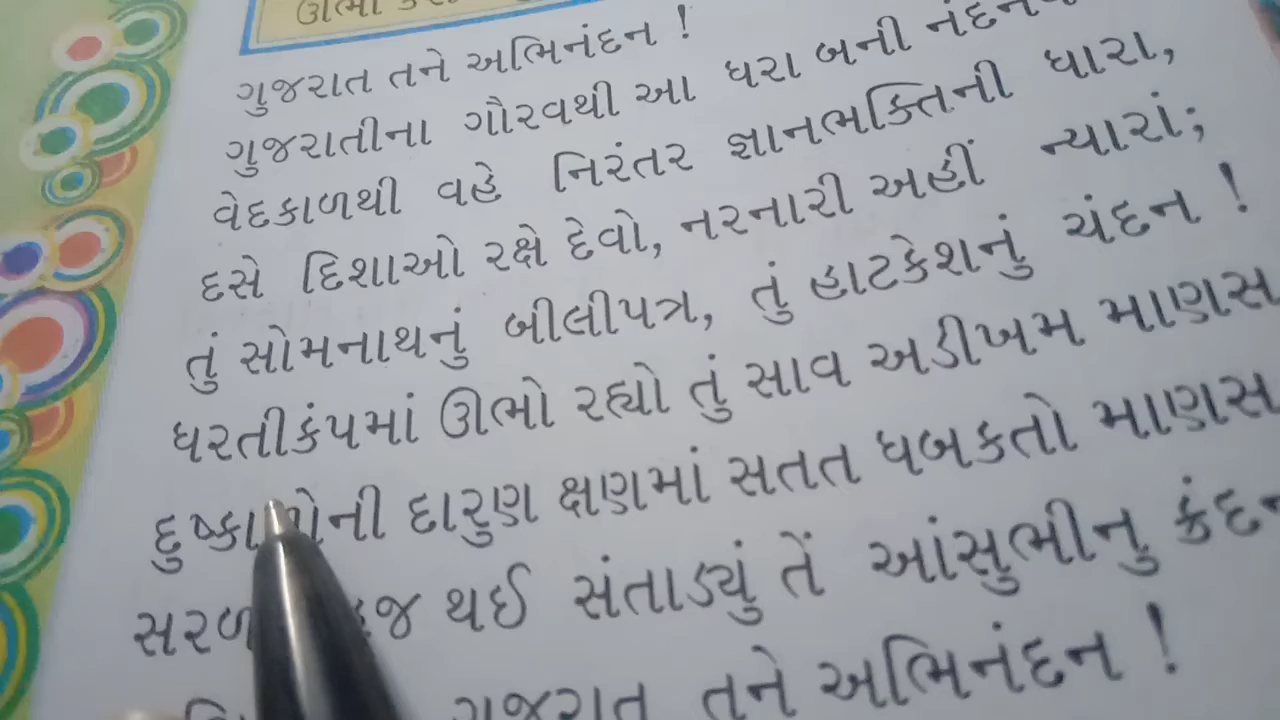 ગુજરાત તને અભિનંદન !
ગુજરાતીના ગૌરવથી આ ધરા બની
વેદકાળથી વહે નિરંતર જ્ઞાનભક્તિની ધારા,
દસે દિશાઓ રક્ષે દેવો, નરનારી અહીં ન્યારાં;
તું સોમનાથનું બીલીપત્ર, તું હાટકેશનું ચંદન !
ધરતીકંપમાં ઊભો રહ્યો તું સાવ અડીખમ માણસ
દારુણ ક્ષણમાં સતત ધબકતો માણસ
થઈ સંતાડ્યું તેં આંસુભીનુ
ગુજરાત તને અભિનંદન !